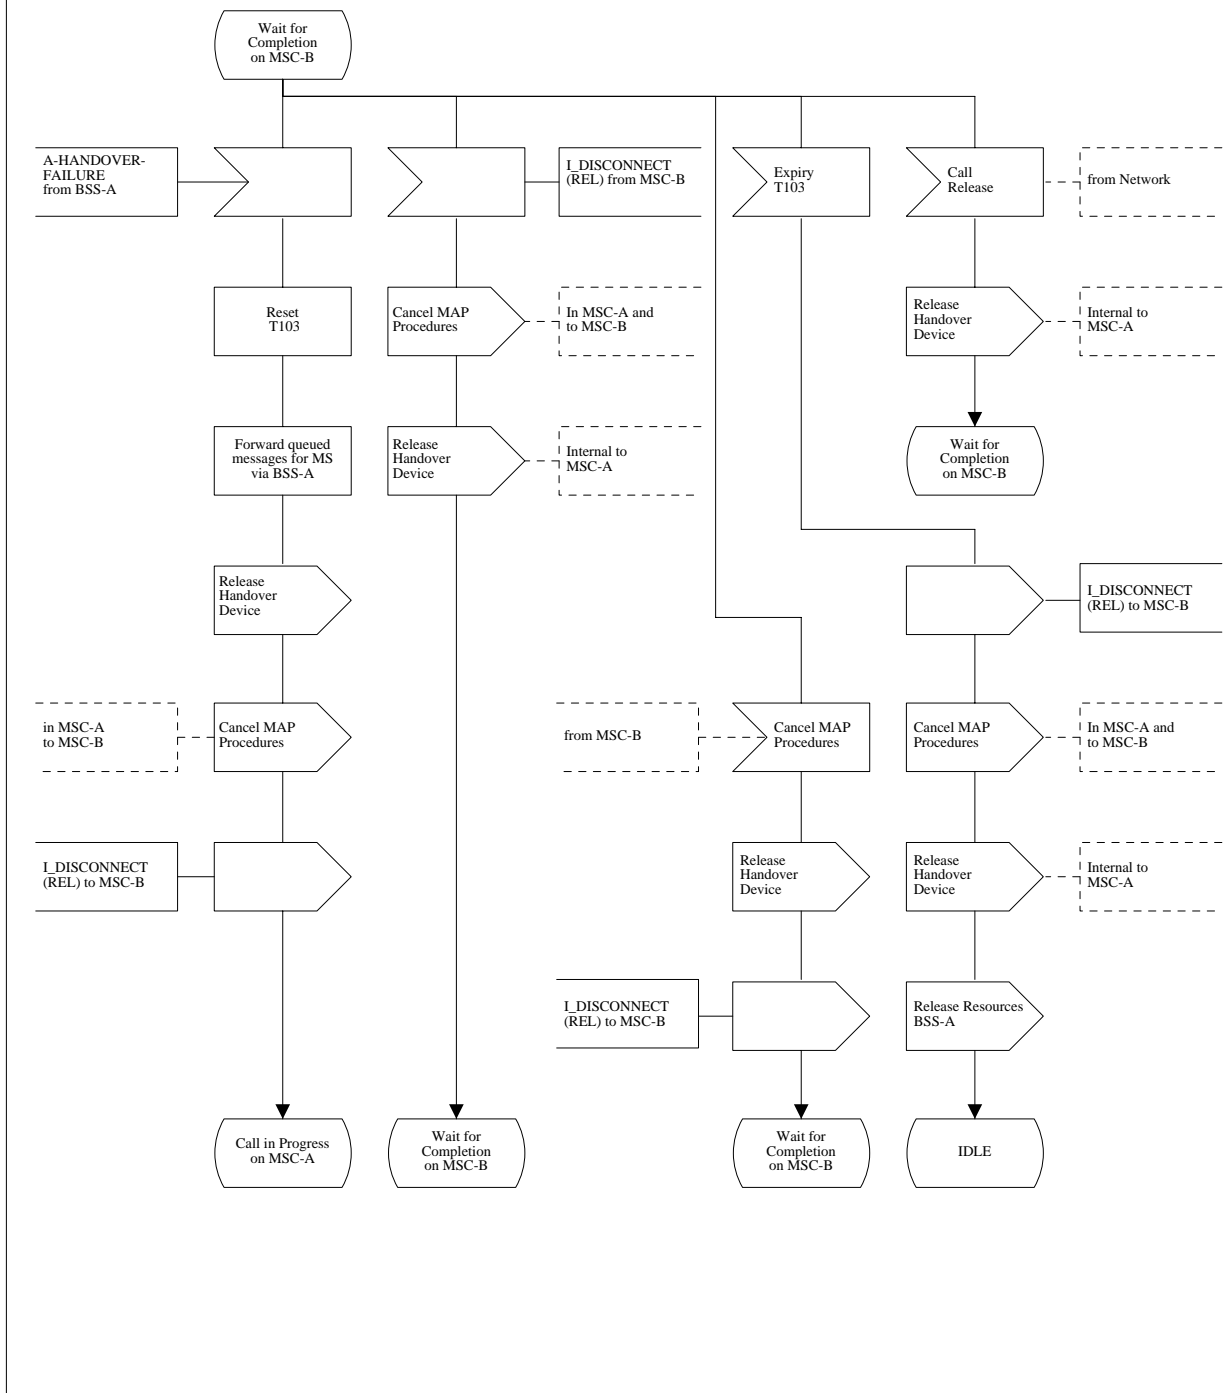 Wait for
Completion
on MSC-B
A-HANDOVER-
FAILURE
from BSS-A
I_DISCONNECT
(REL) from MSC-B
Expiry
T103
Call
Release
from Network
Reset
T103
Cancel MAP
Procedures
In MSC-A and
to MSC-B
Release
Handover
Device
Internal to
MSC-A
Forward queued
messages for MS
via BSS-A
Release
Handover
Device
Internal to
MSC-A
Wait for
Completion
on MSC-B
Release
Handover
Device
I_DISCONNECT
(REL) to MSC-B
in MSC-A
to MSC-B
Cancel MAP
Procedures
from MSC-B
Cancel MAP
Procedures
Cancel MAP
Procedures
In MSC-A and
to MSC-B
I_DISCONNECT
(REL) to MSC-B
Release
Handover
Device
Release
Handover
Device
Internal to
MSC-A
I_DISCONNECT
(REL) to MSC-B
Release Resources
BSS-A
Call in Progress
on MSC-A
Wait for
Completion
on MSC-B
Wait for
Completion
on MSC-B
IDLE